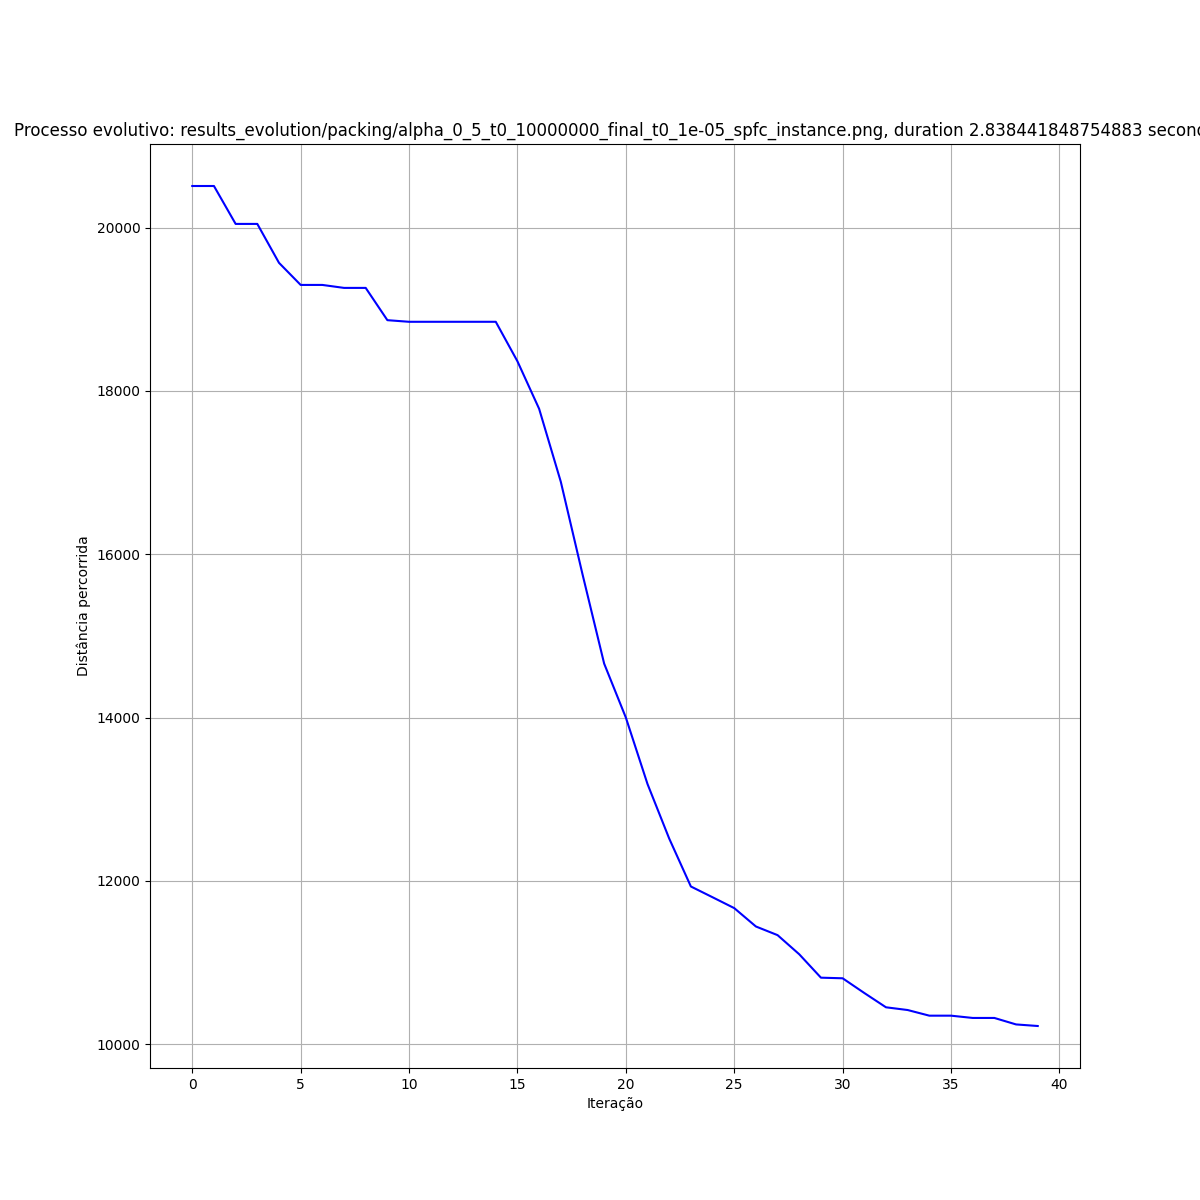 Processo evolutivo: results_evolution/packing/alpha_0_5_t0_10000000_final_t0_1e-05_spfc_instance.png, duration 2.838441848754883 secon
20000
18000
16000
14000
12000
10000
Distância percorrida
0 5 10 15 20 25 30 35 40
Iteração